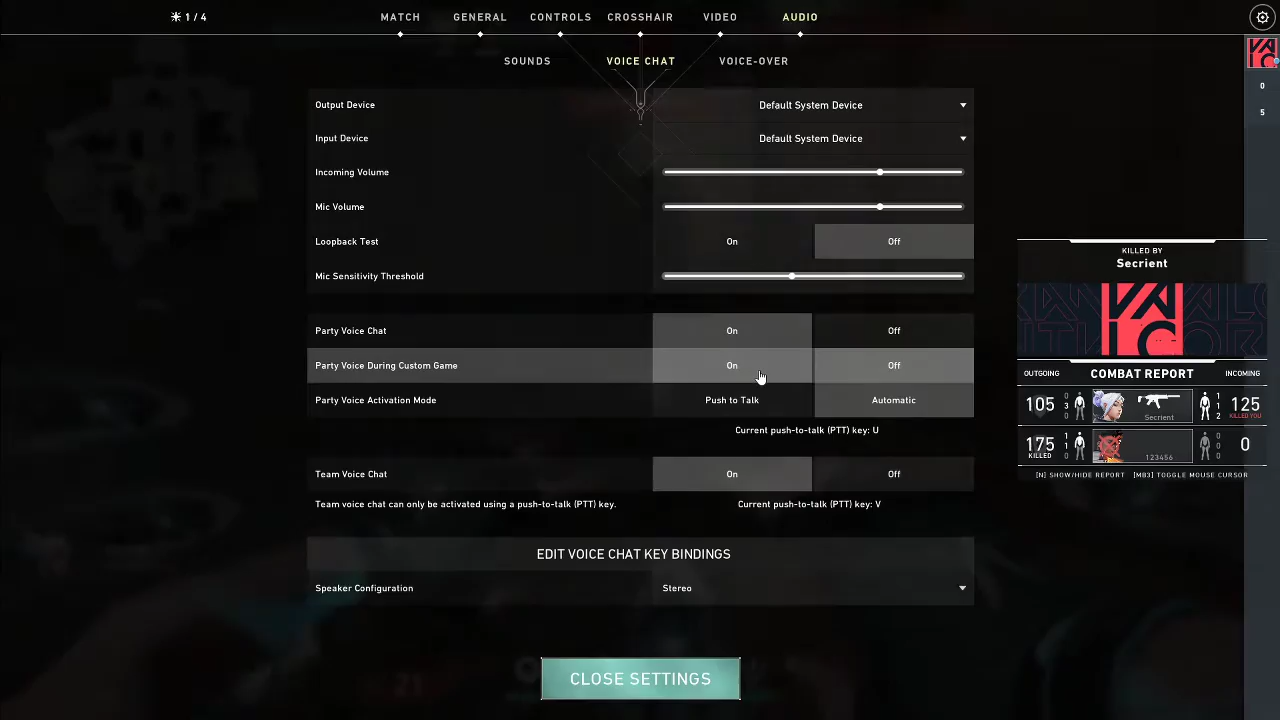 1 / 4
MATCH GENERAL CONTROLS CROSSHAIR VIDEO AUDIO
SOUNDS VOICE CHAT VOICE-OVER
0
5
Output Device Default System Device
Input Device Default System Device
Incoming Volume
Mic Volume
Loopback Test On Off
Mic Sensitivity Threshold
Party Voice Chat On Off
Party Voice During Custom Game On Off
Party Voice Activation Mode Push to Talk Automatic
Current push-to-talk (PTT) key: U
Team Voice Chat On Off
Team voice chat can only be activated using a push-to-talk (PTT) key. Current push-to-talk (PTT) key: V
EDIT VOICE CHAT KEY BINDINGS
Speaker Configuration Stereo
CLOSE SETTINGS
KILLED BY
Secrient
OUTGOING COMBAT REPORT INCOMING
105 0 3 0 Secrient 1 1 2 125 KILLED YOU
175 KILLED 1 1 0 123456 0 0 0 0
[N] SHOW/HIDE REPORT [MB3] TOGGLE MOUSE CURSOR